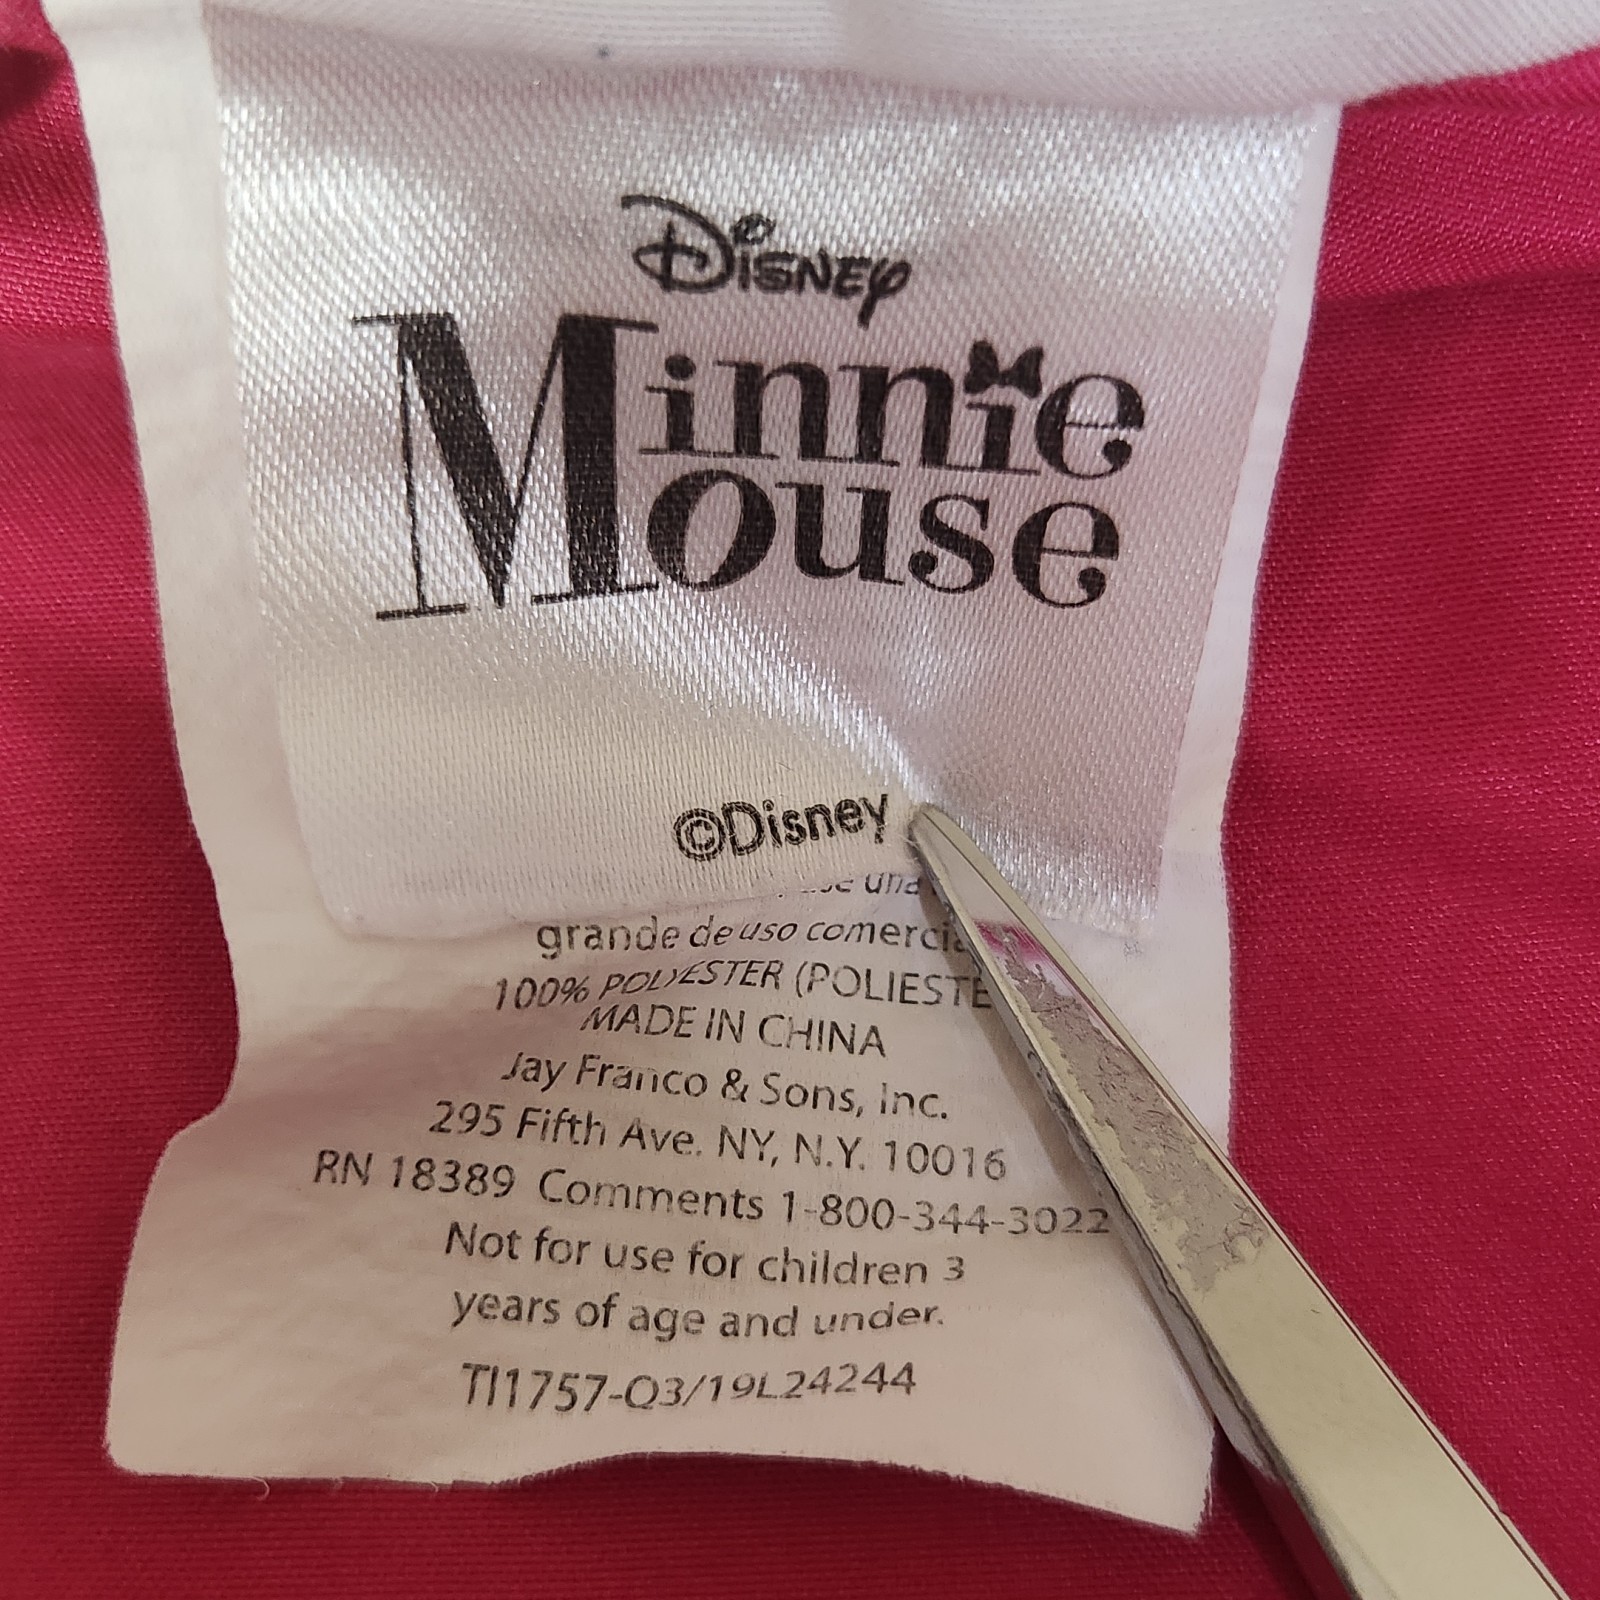 Disney
Minnie
Mouse
©Disney
una
grande de uso comercia
100% POLYESTER (POLIESTE
MADE IN CHINA
Jay Franco & Sons, Inc.
295 Fifth Ave. NY, N.Y. 10016
RN 18389 Comments 1-800-344-3022
Not for use for children 3
years of age and under.
TI1757-Q3/19L24244